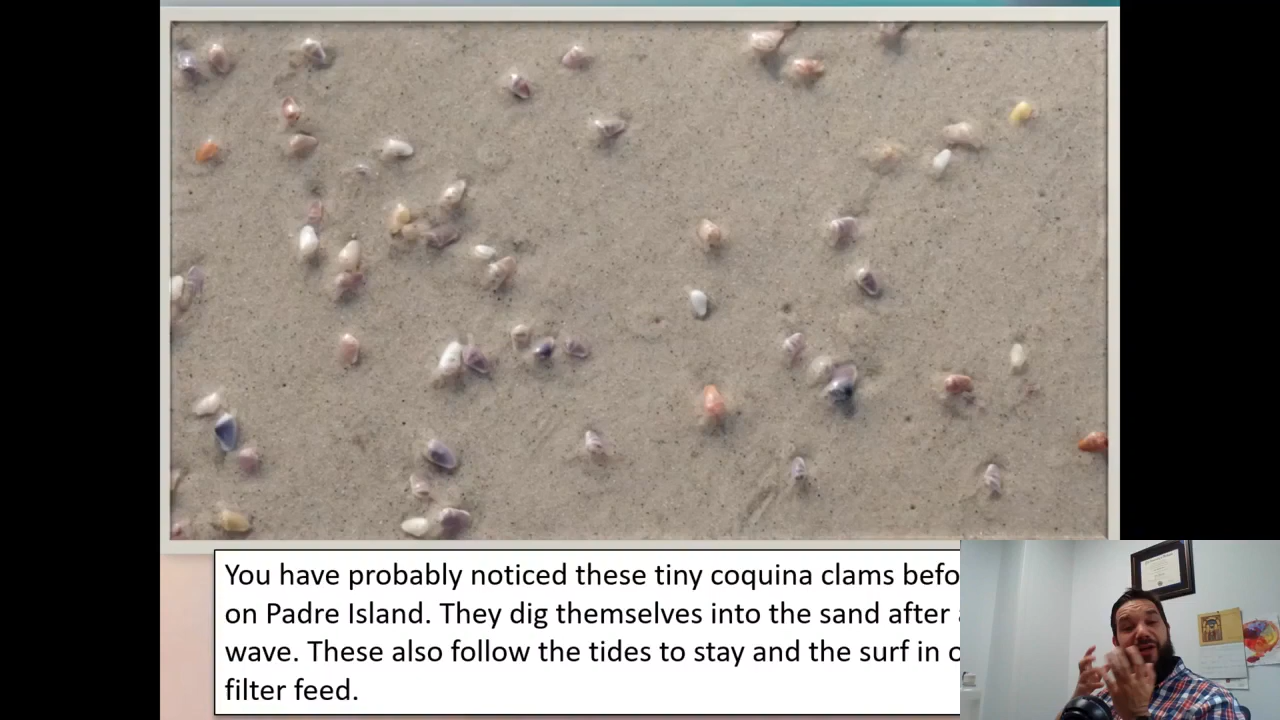 You have probably noticed these tiny coquina clams
on Padre Island. They dig themselves into the sand after
wave. These also follow the tides to stay and the surf in
filter feed.